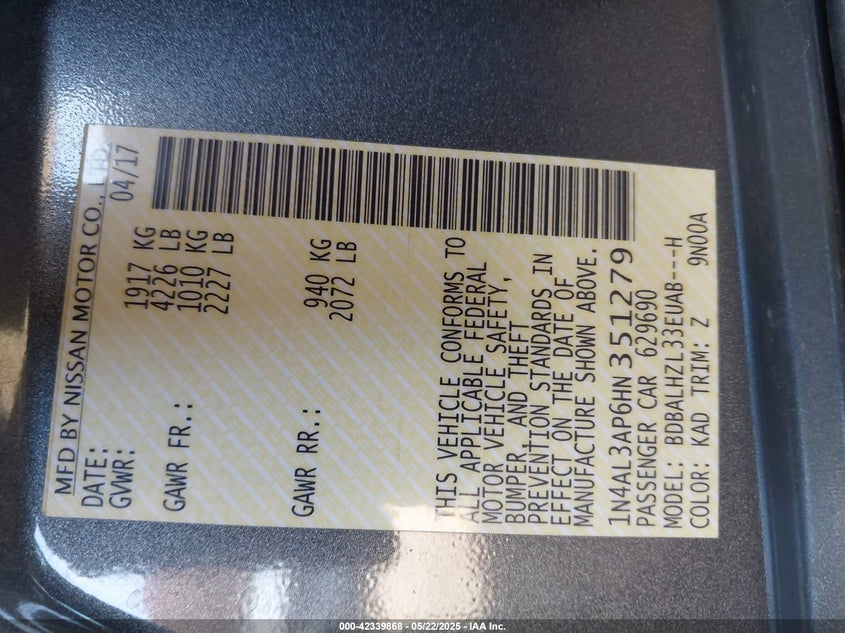 MFD BY NISSAN MOTOR CO., LTD.
DATE: 04/17
GVWR: 1917 KG
4226 LB
GAWR FR.: 1010 KG
2227 LB
GAWR RR.: 940 KG
2072 LB
THIS VEHICLE CONFORMS TO
ALL APPLICABLE FEDERAL
MOTOR VEHICLE SAFETY,
BUMPER AND THEFT
PREVENTION STANDARDS IN
EFFECT ON THE DATE OF
MANUFACTURE SHOWN ABOVE.
1N4AL3AP6HN351279
PASSENGER CAR 629690
MODEL: BDBALHZL33EUAB---H
COLOR: KAD TRIM: Z 9N00A
000-42339868 - 05/22/2025 - IAA Inc.